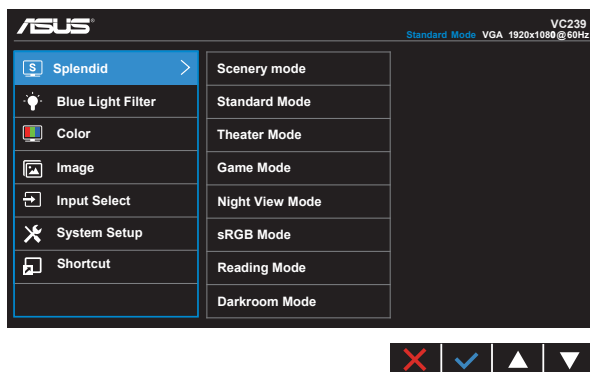 ASUS
VC239
Standard Mode VGA 1920x1080@60Hz
S Splendid
Blue Light Filter
Color
Image
Input Select
System Setup
Shortcut
Scenery mode
Standard Mode
Theater Mode
Game Mode
Night View Mode
sRGB Mode
Reading Mode
Darkroom Mode